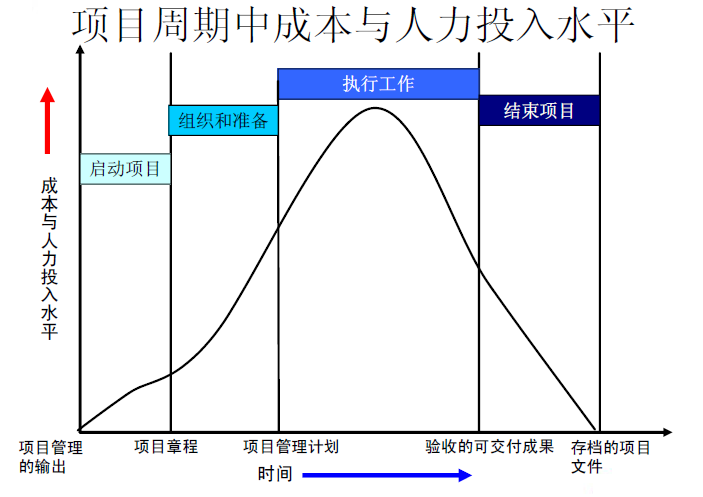 项目周期中成本与人力投入水平
执行工作
结束项目
组织和准备
启动项目
成本与人力投入水平
项目管理
的输出
项目章程
项目管理计划
验收的可交付成果
存档的项目
文件
时间